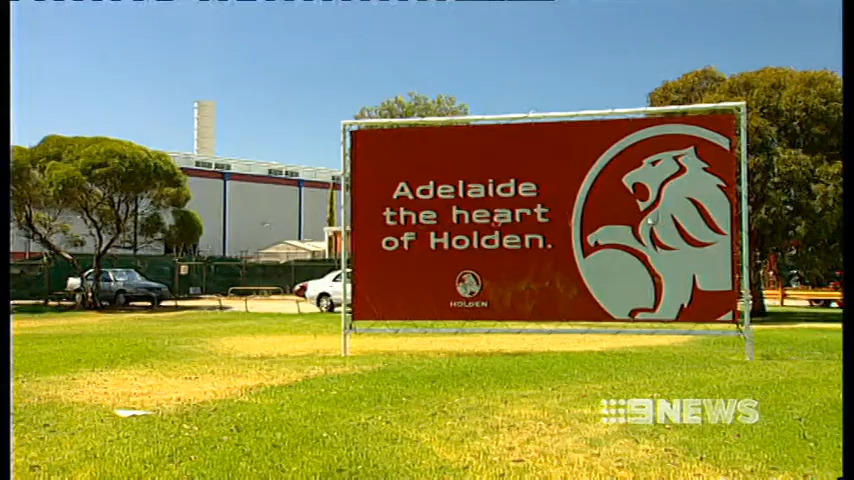 Adelaide
the heart
of Holden.
HOLDEN
9NEWS